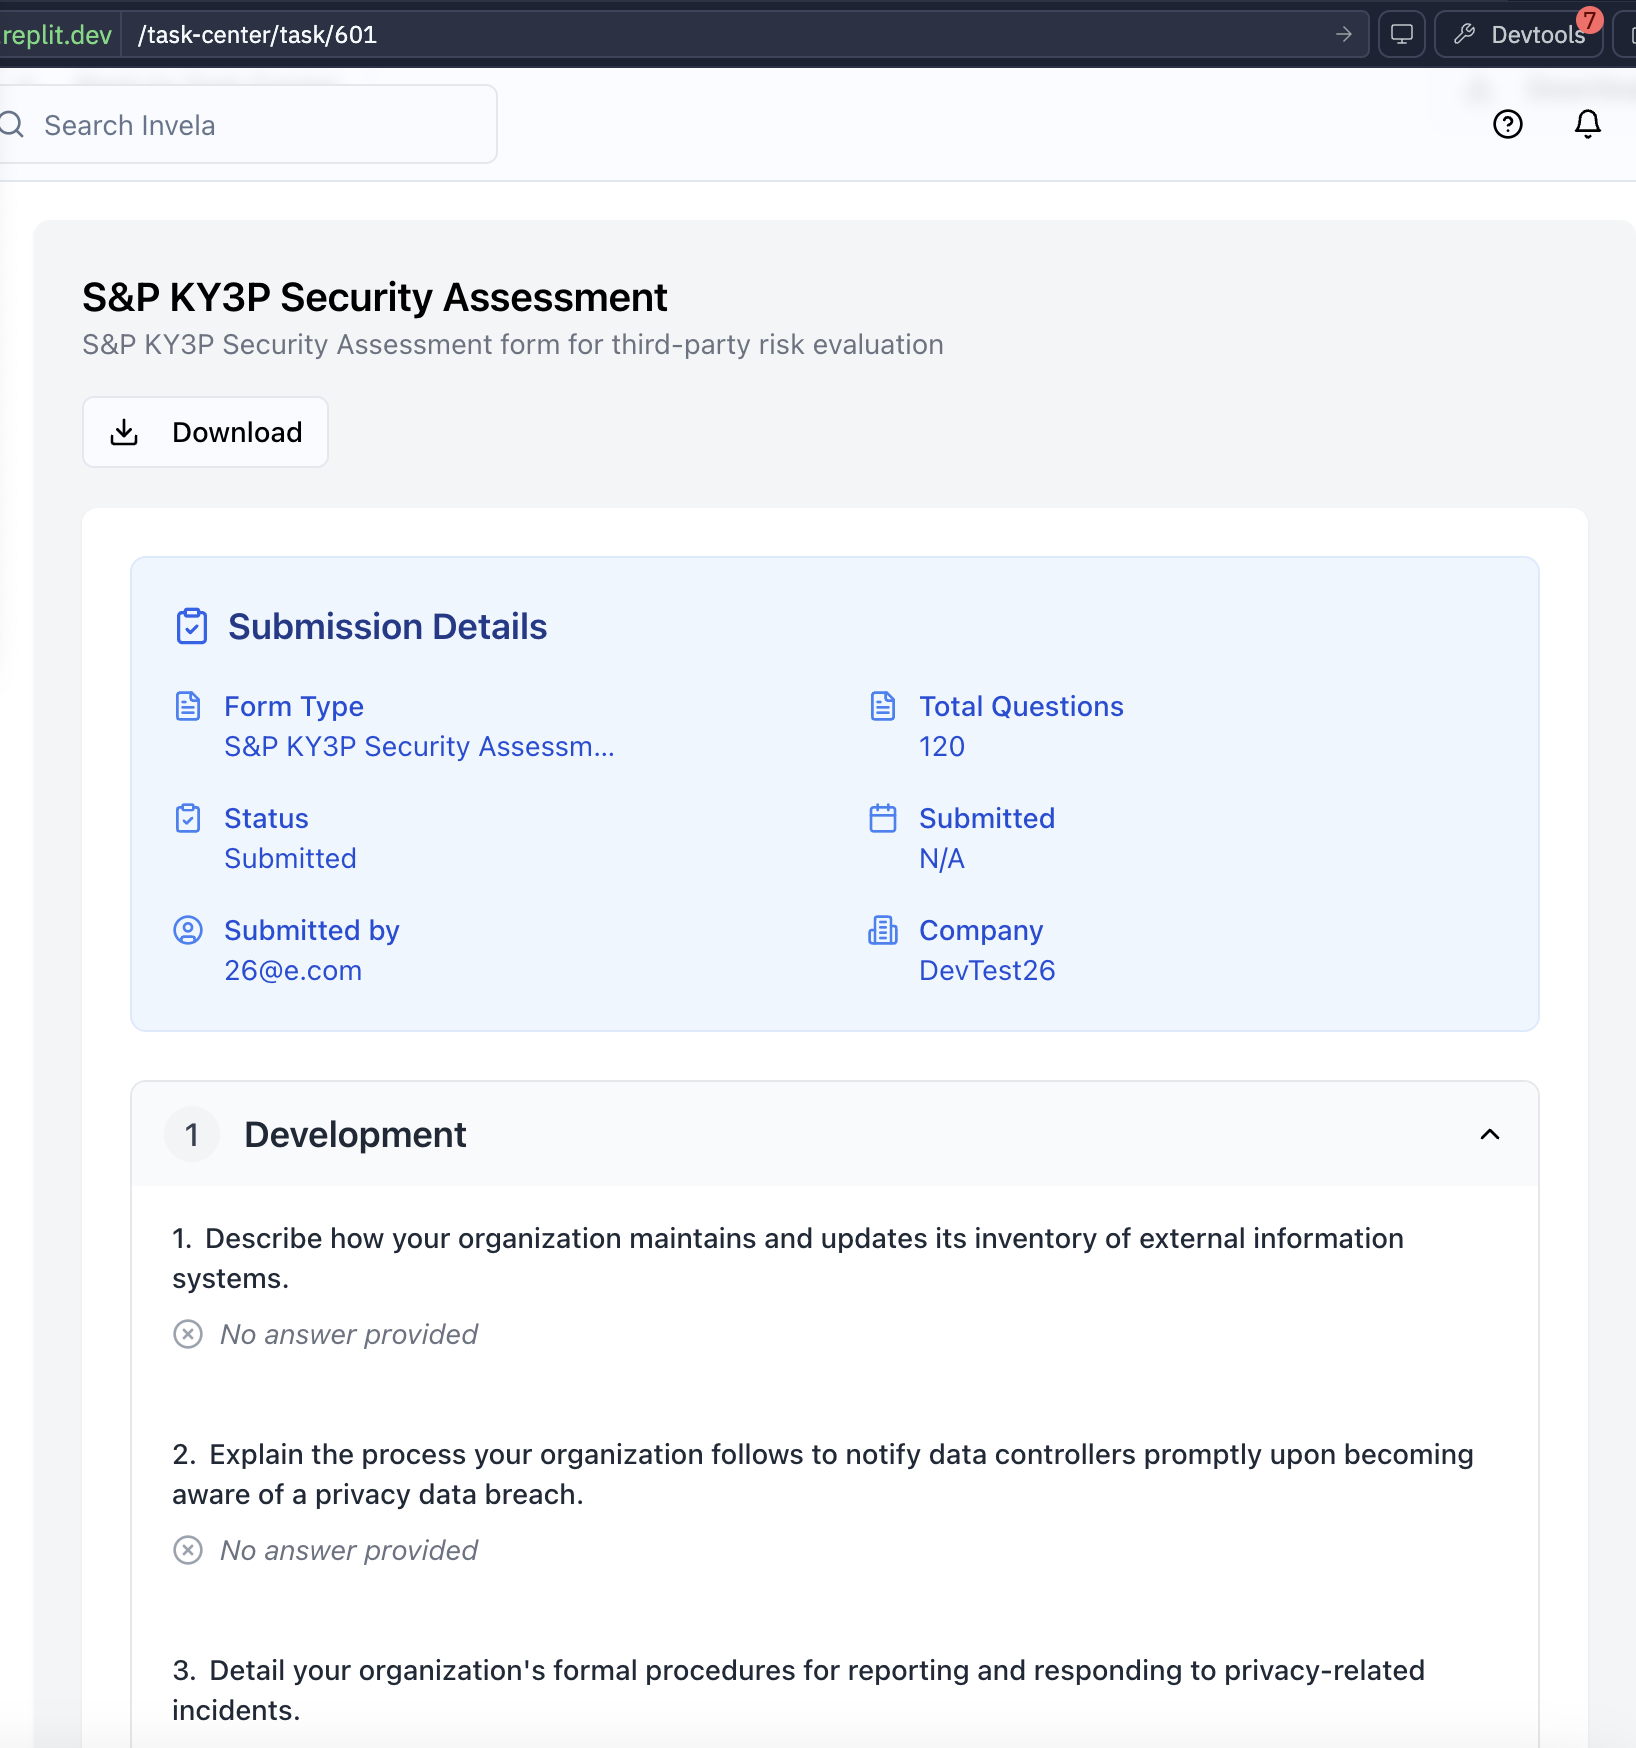 .replit.dev /task-center/task/601 Devtools 7
Search Invela
S&P KY3P Security Assessment
S&P KY3P Security Assessment form for third-party risk evaluation
Download
Submission Details
Form Type
S&P KY3P Security Assessm...
Total Questions
120
Status
Submitted
Submitted
N/A
Submitted by
26@e.com
Company
DevTest26
1 Development
1. Describe how your organization maintains and updates its inventory of external information
systems.
No answer provided
2. Explain the process your organization follows to notify data controllers promptly upon becoming
aware of a privacy data breach.
No answer provided
3. Detail your organization's formal procedures for reporting and responding to privacy-related
incidents.